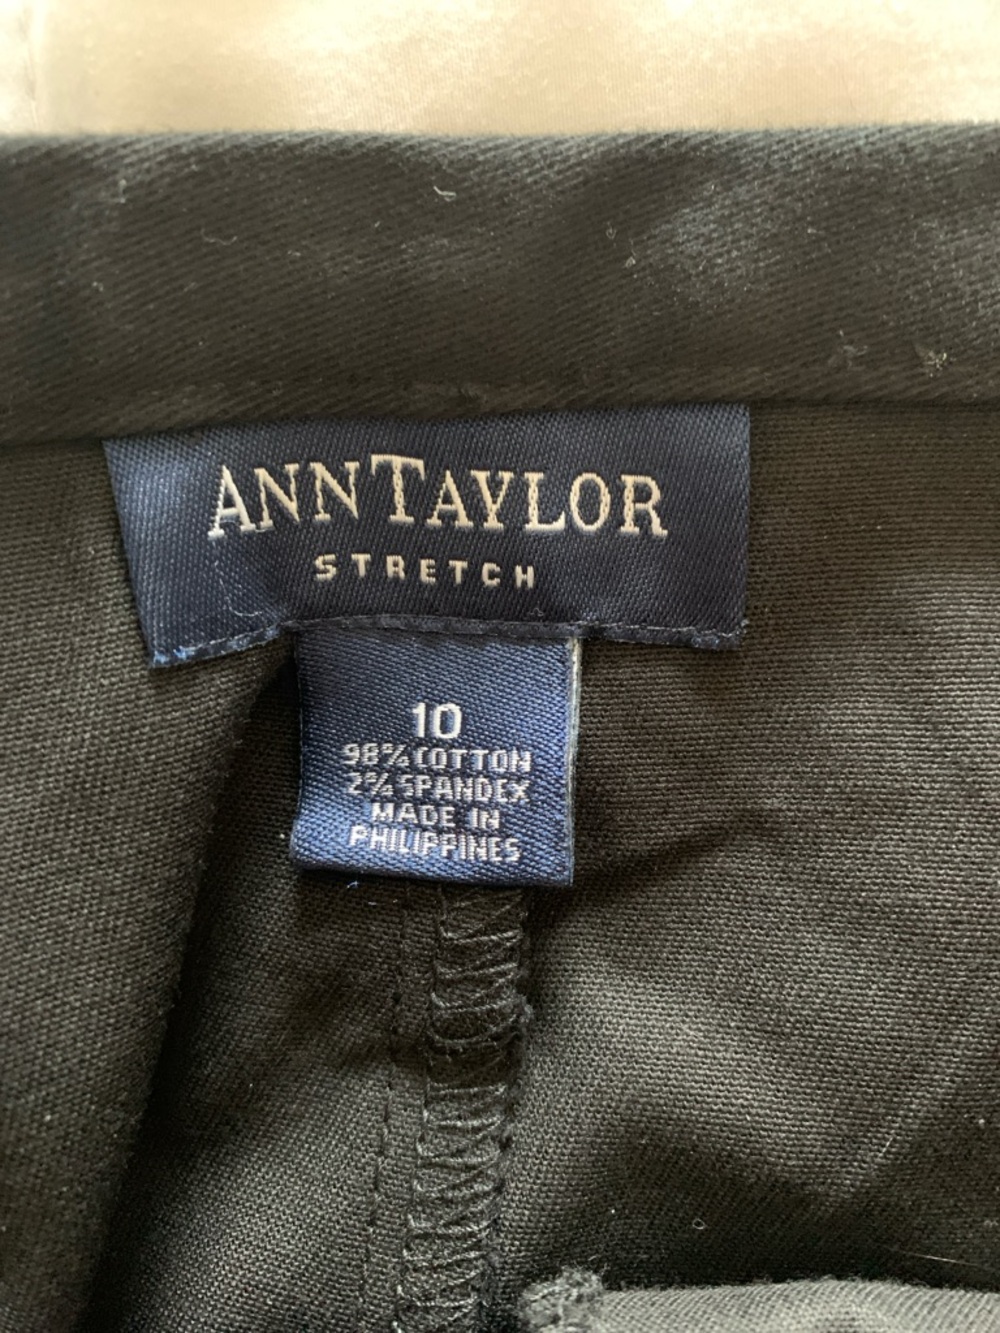 ANNTAYLOR
STRETCH
10
98% COTTON
2% SPANDEX
MADE IN
PHILIPPINES